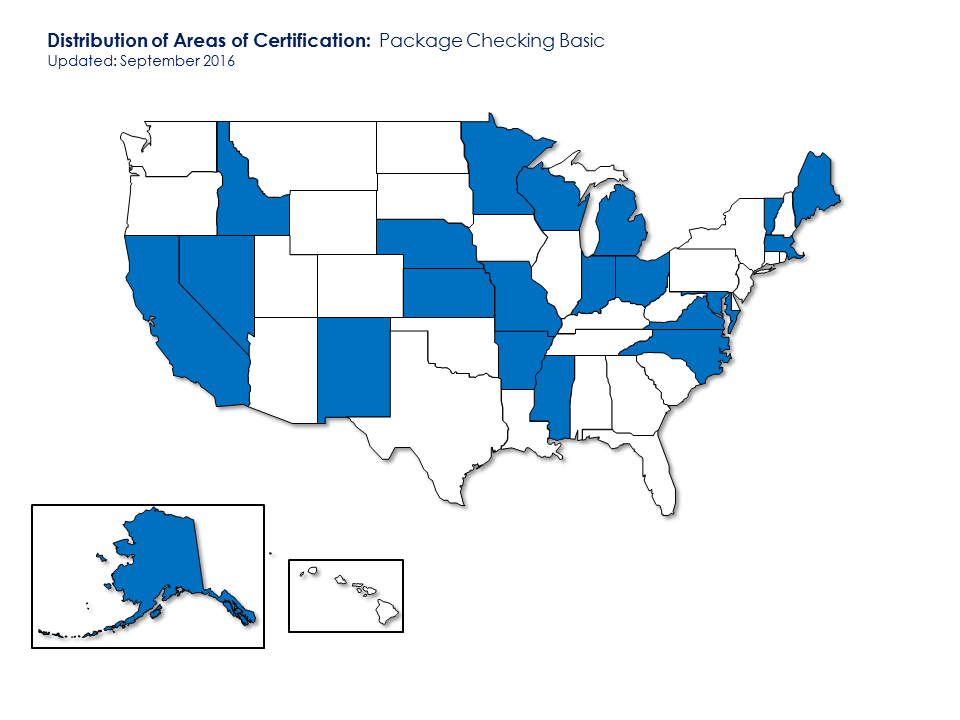 Distribution of Areas of Certification: Package Checking Basic
Updated: September 2016